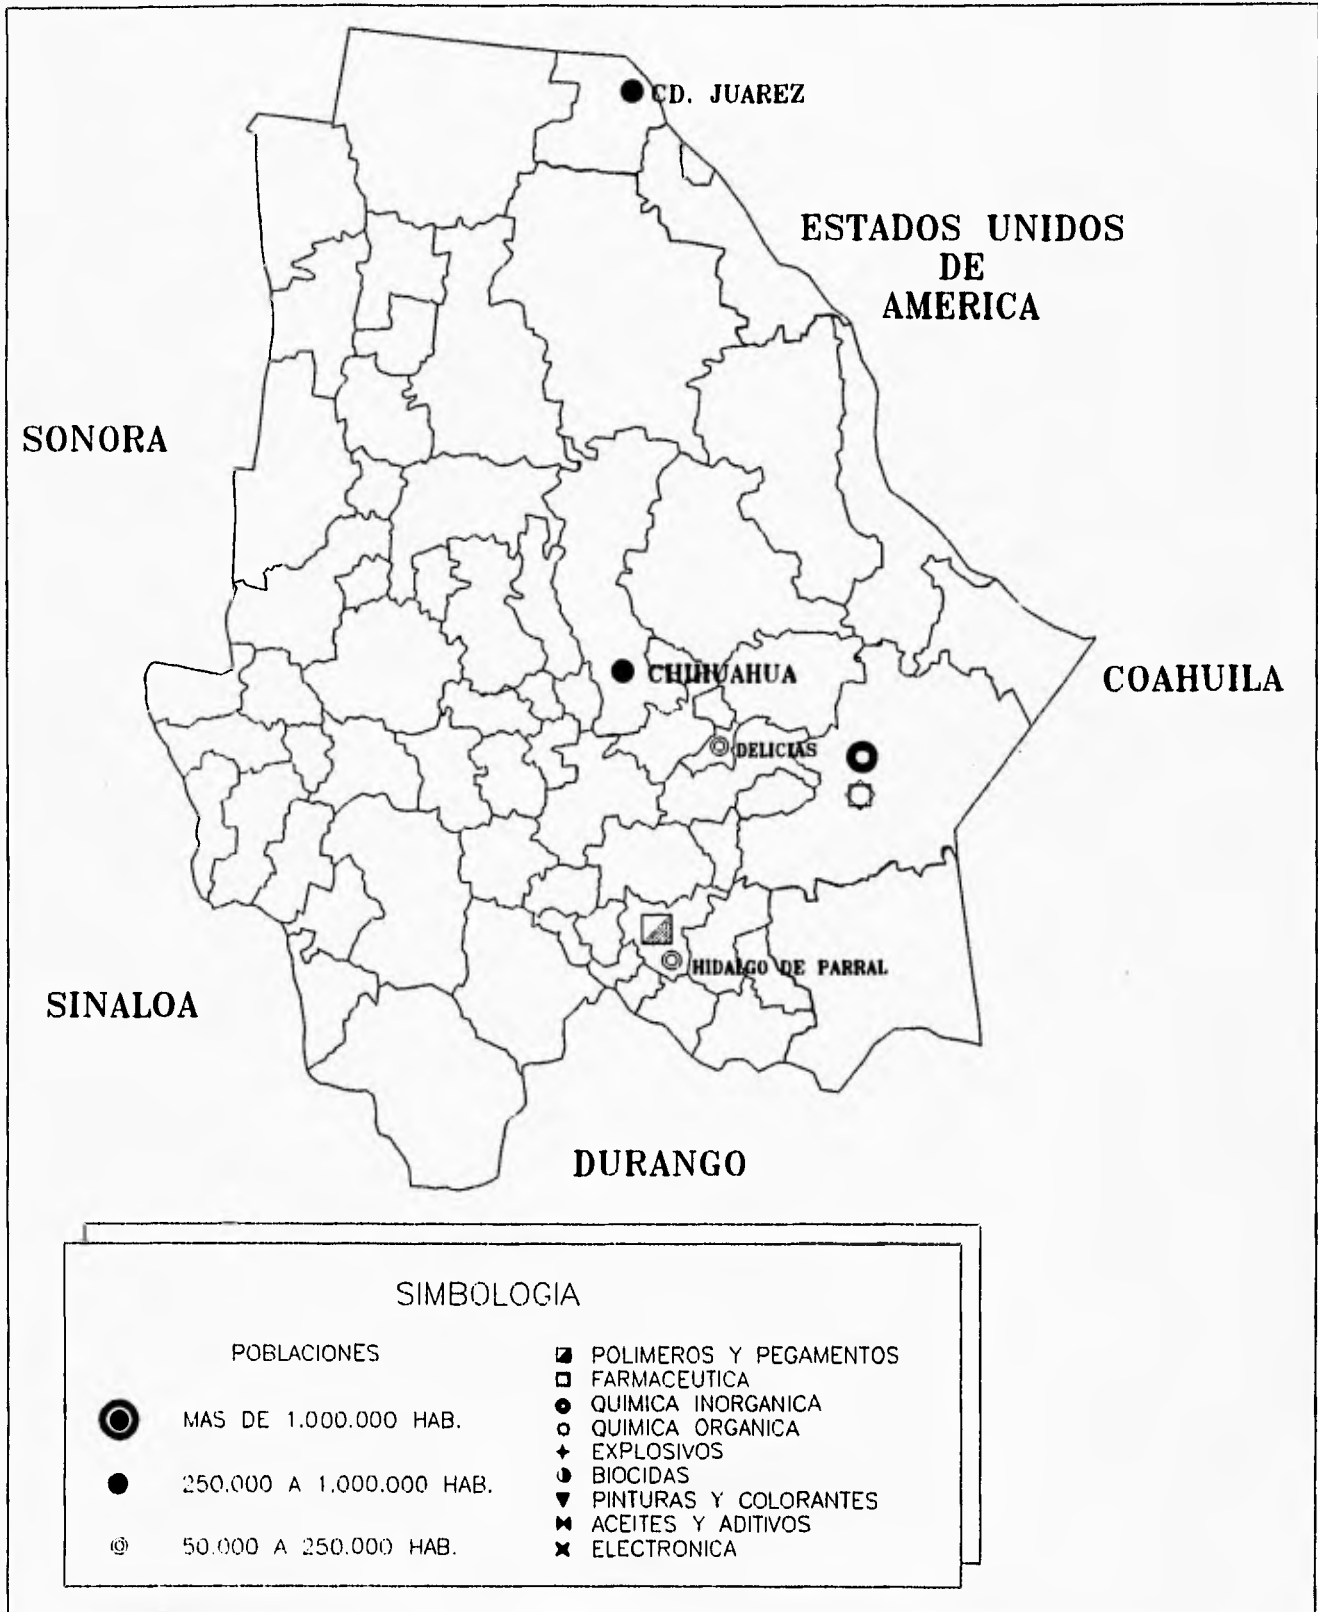 CD. JUAREZ
ESTADOS UNIDOS
DE
AMERICA
SONORA
CHIHUAHUA
COAHUILA
DELICIAS
HIDALGO DE PARRAL
SINALOA
DURANGO
SIMBOLOGIA
POBLACIONES
MAS DE 1.000.000 HAB.
250.000 A 1.000.000 HAB.
50.000 A 250.000 HAB.
POLIMEROS Y PEGAMENTOS
FARMACEUTICA
QUIMICA INORGANICA
QUIMICA ORGANICA
EXPLOSIVOS
BIOCIDAS
PINTURAS Y COLORANTES
ACEITES Y ADITIVOS
ELECTRONICA